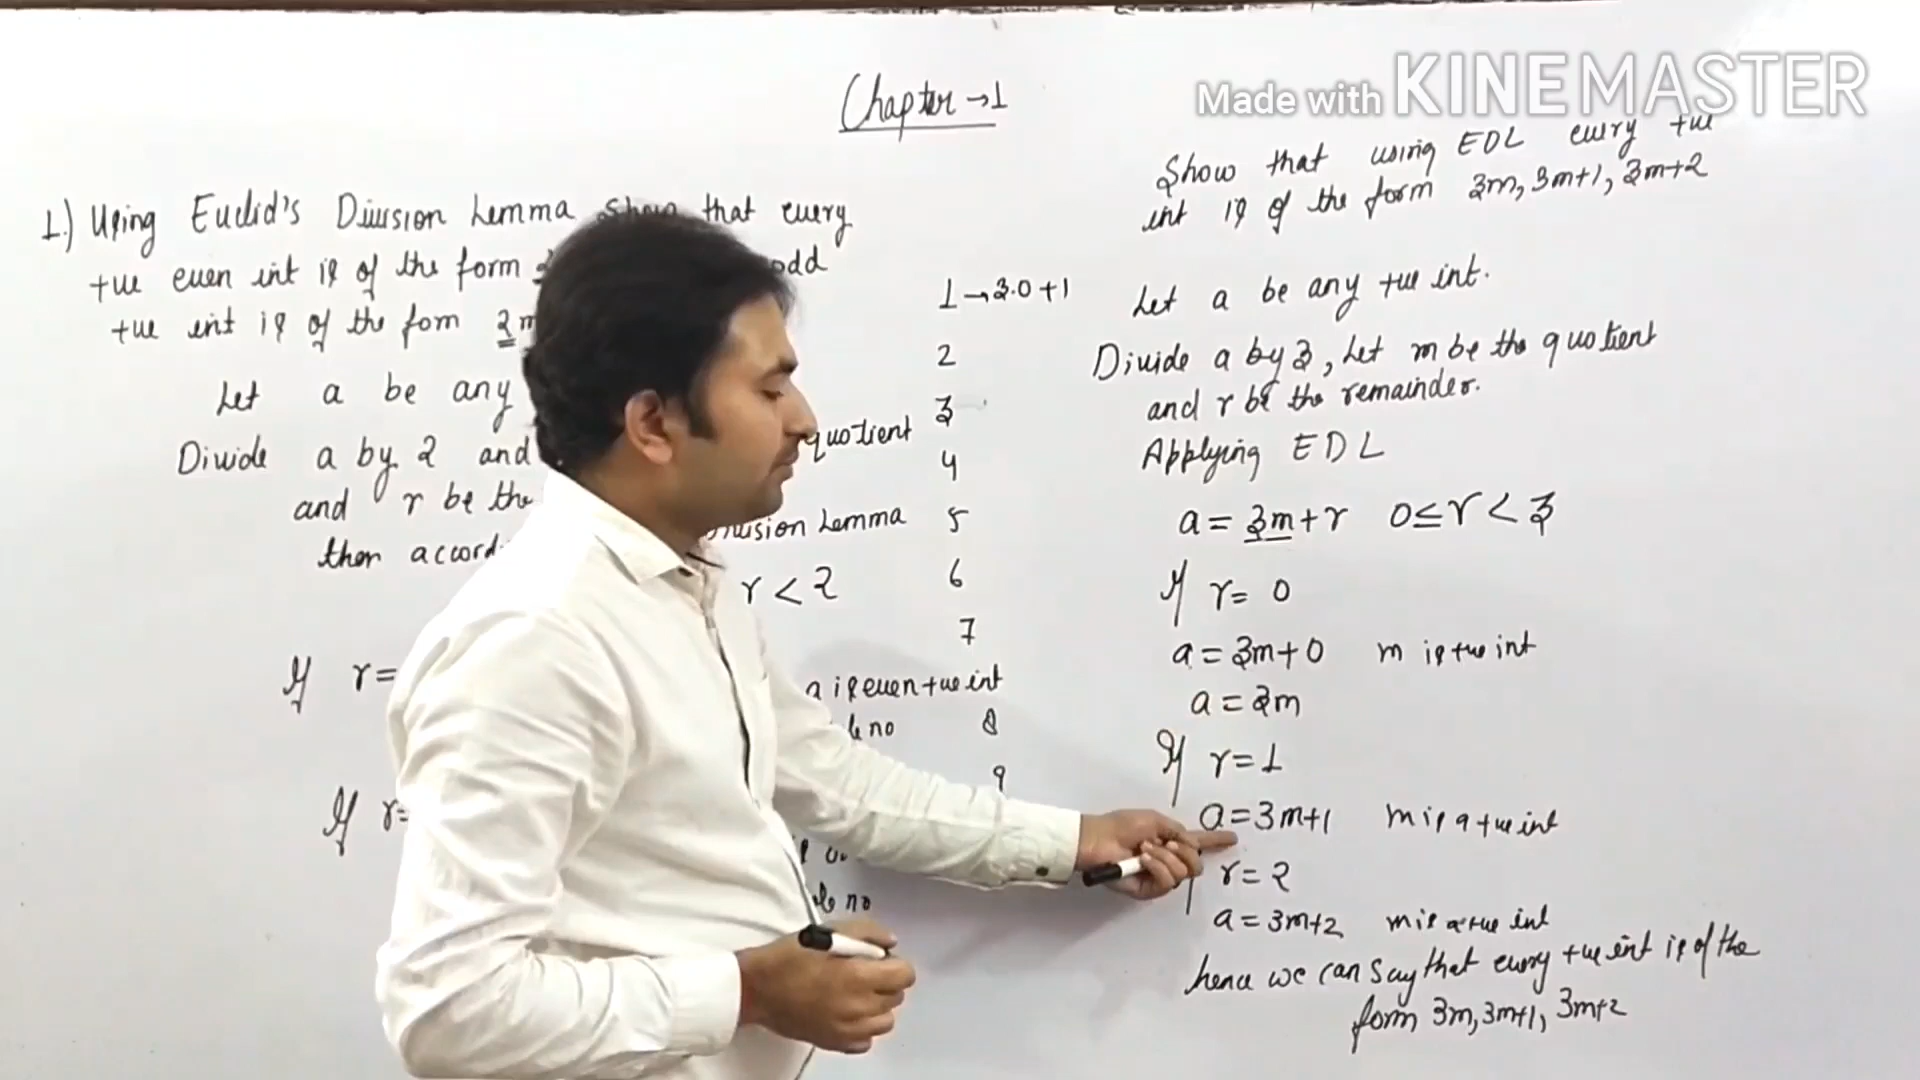 Made with KINEMASTER
Chapter → 1
1.) Using Euclid's Division Lemma show that every
+ve even int is of the form
odd
+ve int is of the form 2m
Let a be any
Divide a by 2 and
quotient
and r be the
then accord
Division Lemma
r < 2
If r =
a is even +ve int
no
If r =
no
1 → 3.0 + 1
2
3
4
5
6
7
8
9
Show that using EDL every +ve
int is of the form 3m, 3m+1, 3m+2
Let a be any +ve int.
Divide a by 3, Let m be the quotient
and r be the remainder.
Applying EDL
a = 3m + r 0 ≤ r < 3
If r = 0
a = 3m + 0 m is +ve int
a = 3m
If r = 1
a = 3m+1 m is a +ve int
r = 2
a = 3m+2 m is a +ve int
hence we can say that every +ve int is of the
form 3m, 3m+1, 3m+2